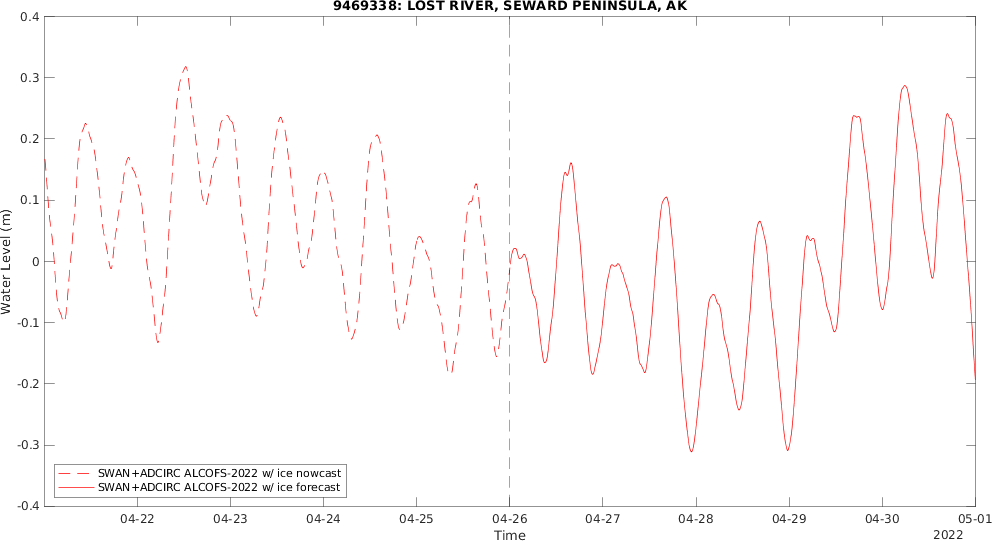 9469338: LOST RIVER, SEWARD PENINSULA, AK
0.4
0.3
0.2
0.1
0
-0.1
-0.2
-0.3
-0.4
Water Level (m)
SWAN+ADCIRC ALCOFS-2022 w/ ice nowcast
SWAN+ADCIRC ALCOFS-2022 w/ ice forecast
04-22 04-23 04-24 04-25 04-26 04-27 04-28 04-29 04-30 05-01
Time
2022